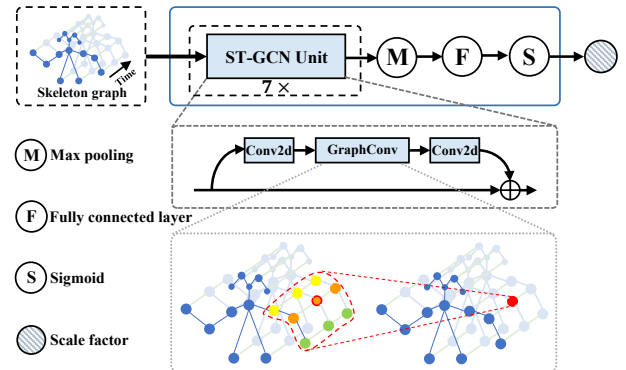 Time
Skeleton graph
ST-GCN Unit
7 ×
M
F
S
Conv2d
GraphConv
Conv2d
M Max pooling
F Fully connected layer
S Sigmoid
Scale factor